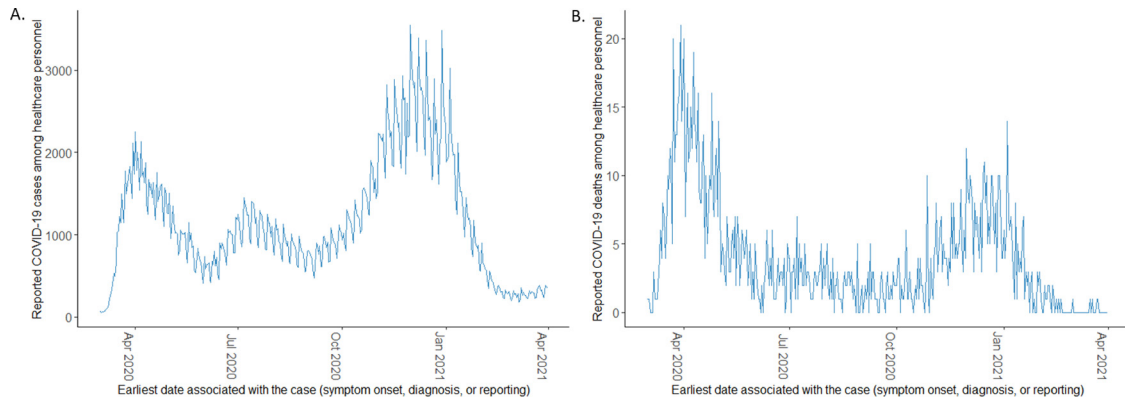 A.
Reported COVID-19 cases among healthcare personnel
3000
2000
1000
0
Apr 2020
Jul 2020
Oct 2020
Jan 2021
Apr 2021
Earliest date associated with the case (symptom onset, diagnosis, or reporting)
B.
Reported COVID-19 deaths among healthcare personnel
20
15
10
5
0
Apr 2020
Jul 2020
Oct 2020
Jan 2021
Apr 2021
Earliest date associated with the case (symptom onset, diagnosis, or reporting)